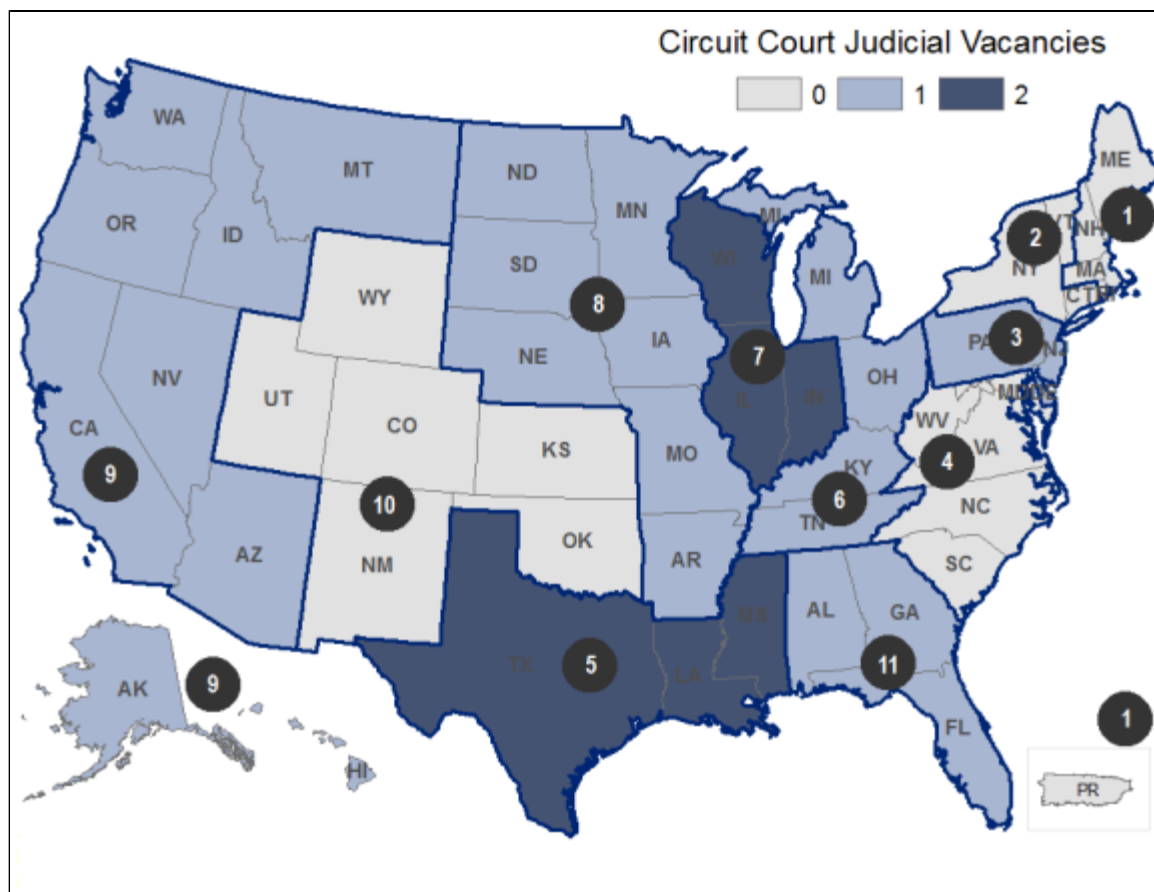 Circuit Court Judicial Vacancies
0 1 2
WA
MT
ND
MN
ME
OR
ID
SD
MI
WI
MI
VT
NH
1
2
NY
MA
WY
8
CT
RI
IA
7
PA
3
NJ
NE
NV
OH
UT
IL
IN
MD
DE
CO
WV
CA
KS
MO
KY
VA
4
9
10
6
NC
TN
AZ
NM
OK
AR
SC
MS
AL
GA
TX
5
LA
11
AK
9
FL
1
HI
PR